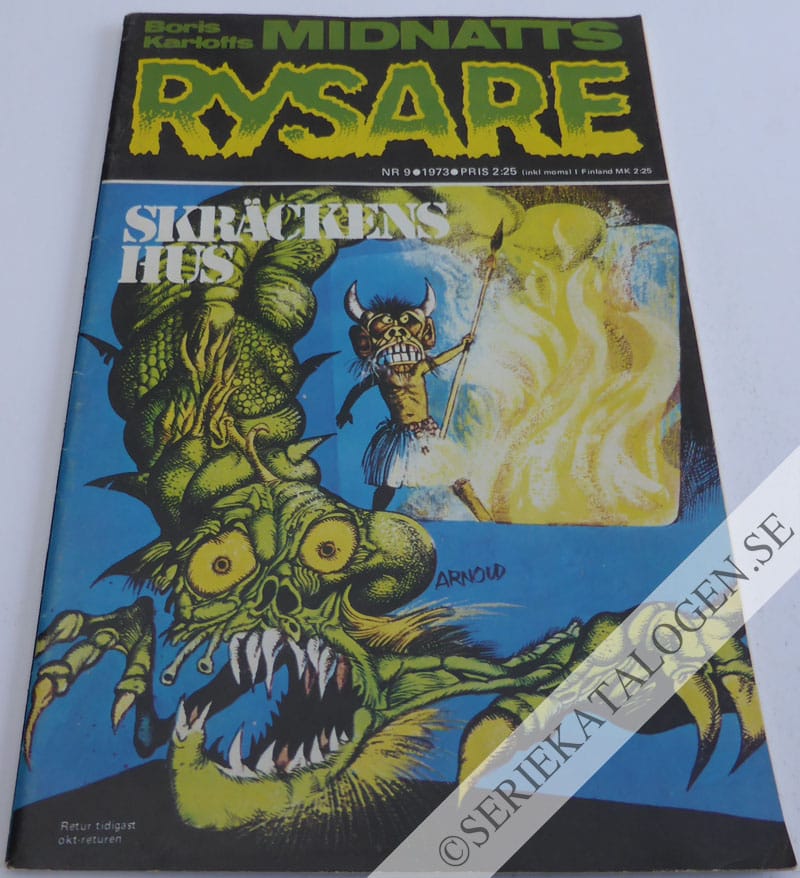 Boris
Karloffs MIDNATTS
RYSARE
NR 9●1973●PRIS 2:25 (inkl moms) I Finland MK 2:25
SKRÄCKENS
HUS
ARNOLD
Retur tidigast
okt-returen
©SERIEKATALOGEN.SE